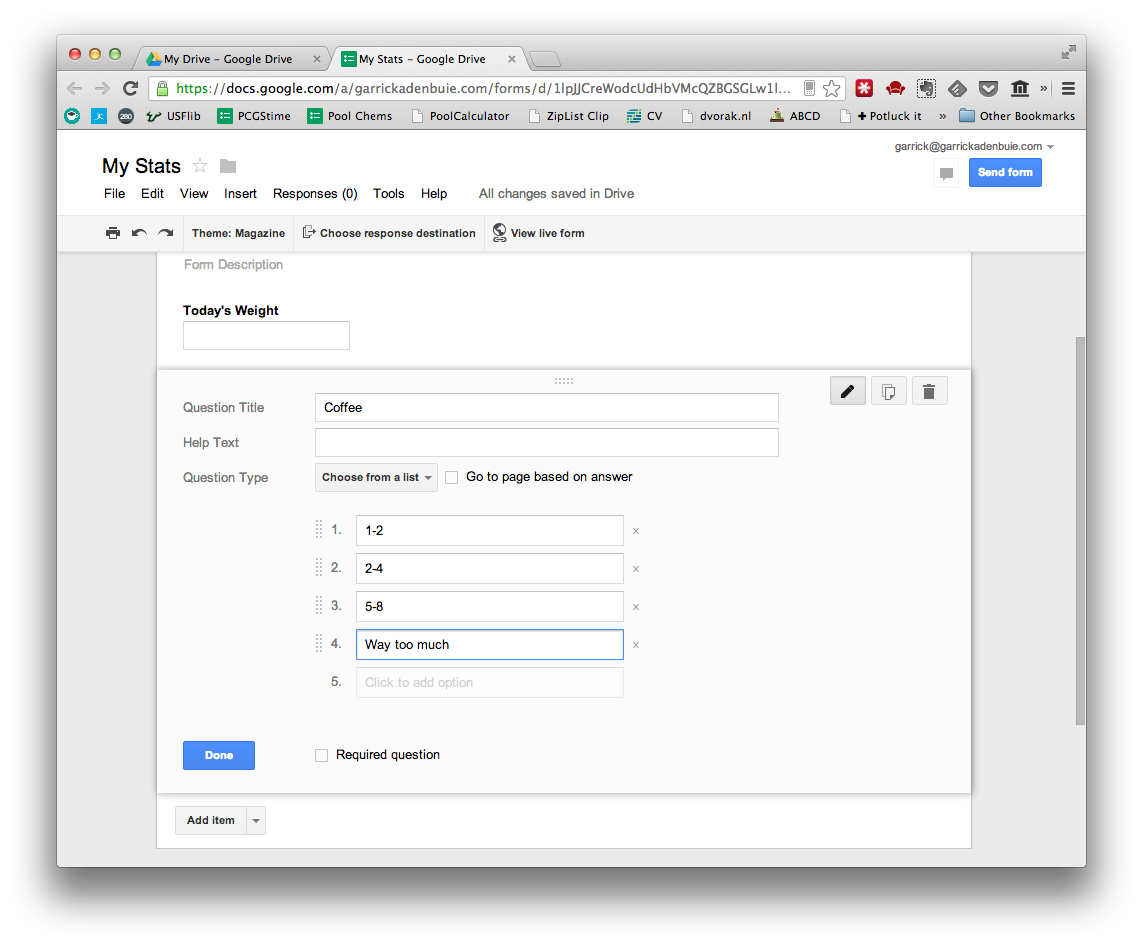 My Drive – Google Drive
My Stats – Google Drive
https://docs.google.com/a/garrickadenbuie.com/forms/d/1lpJJCreWodcUdHbVMcQZBGSGLw1I...
280 USFlib PCGStime Pool Chems PoolCalculator ZipList Clip CV dvorak.nl ABCD + Potluck it » Other Bookmarks
garrick@garrickadenbuie.com
My Stats
Send form
File Edit View Insert Responses (0) Tools Help All changes saved in Drive
Theme: Magazine Choose response destination View live form
Form Description
Today's Weight
Question Title Coffee
Help Text
Question Type Choose from a list Go to page based on answer
1. 1-2 x
2. 2-4 x
3. 5-8 x
4. Way too much x
5. Click to add option
Done Required question
Add item